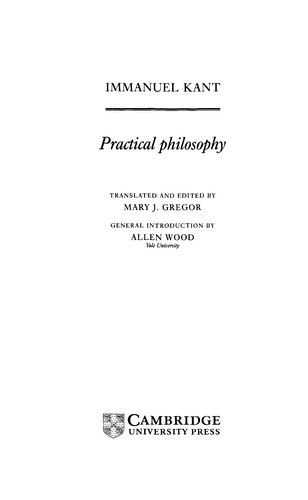 IMMANUEL KANT
Practical philosophy
TRANSLATED AND EDITED BY
MARY J. GREGOR
GENERAL INTRODUCTION BY
ALLEN WOOD
Yale University
CAMBRIDGE
UNIVERSITY PRESS